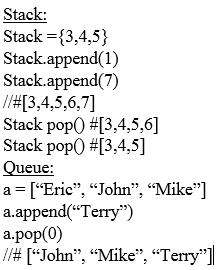 Stack:
Stack ={3,4,5}
Stack.append(1)
Stack.append(7)
//#[3,4,5,6,7]
Stack pop() #[3,4,5,6]
Stack pop() #[3,4,5]
Queue:
a = [“Eric”, “John”, “Mike”]
a.append(“Terry”)
a.pop(0)
//# [“John”, “Mike”, “Terry”]